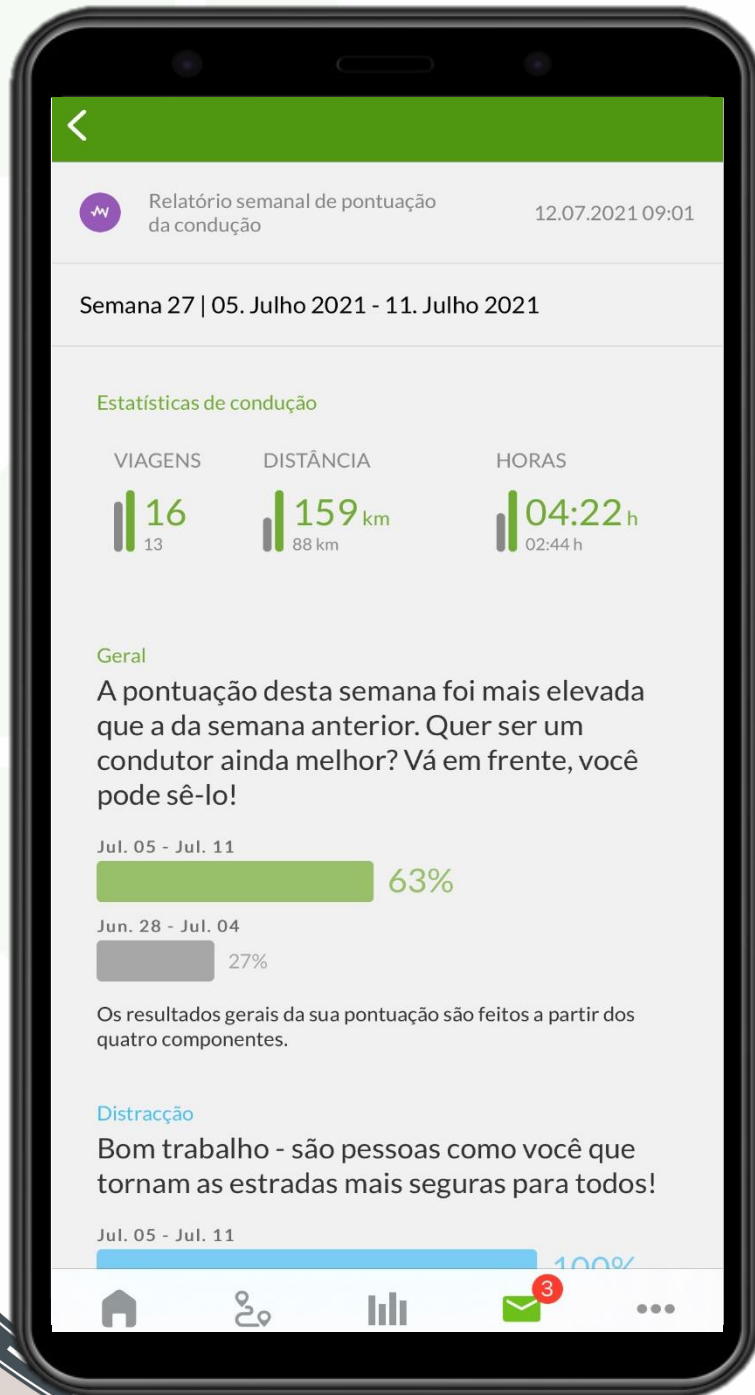 Relatório semanal de pontuação
da condução
12.07.2021 09:01
Semana 27 | 05. Julho 2021 - 11. Julho 2021
Estatísticas de condução
VIAGENS DISTÂNCIA HORAS
16 159 km 04:22 h
13 88 km 02:44 h
Geral
A pontuação desta semana foi mais elevada
que a da semana anterior. Quer ser um
condutor ainda melhor? Vá em frente, você
pode sê-lo!
Jul. 05 - Jul. 11
63%
Jun. 28 - Jul. 04
27%
Os resultados gerais da sua pontuação são feitos a partir dos
quatro componentes.
Distracção
Bom trabalho - são pessoas como você que
tornam as estradas mais seguras para todos!
Jul. 05 - Jul. 11
100%
3